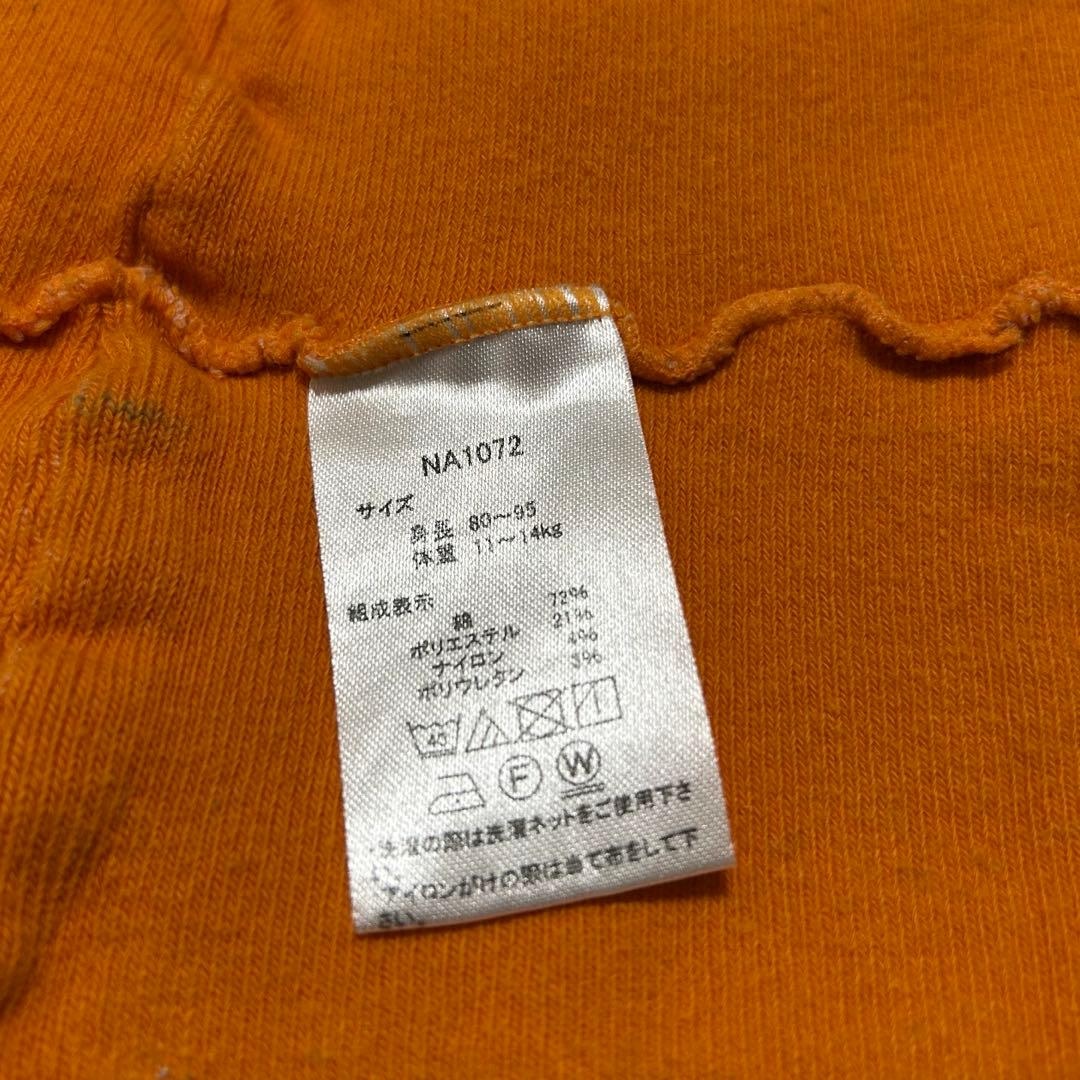 NA1072
サイズ
身長 80〜95
体重 11〜14kg
組成表示
綿 72%
ポリエステル 21%
ナイロン 4%
ポリウレタン 3%
40
F
W
・洗濯の際は洗濯ネットをご使用下さ
い。
アイロンがけの際は当て布をして下
さい。